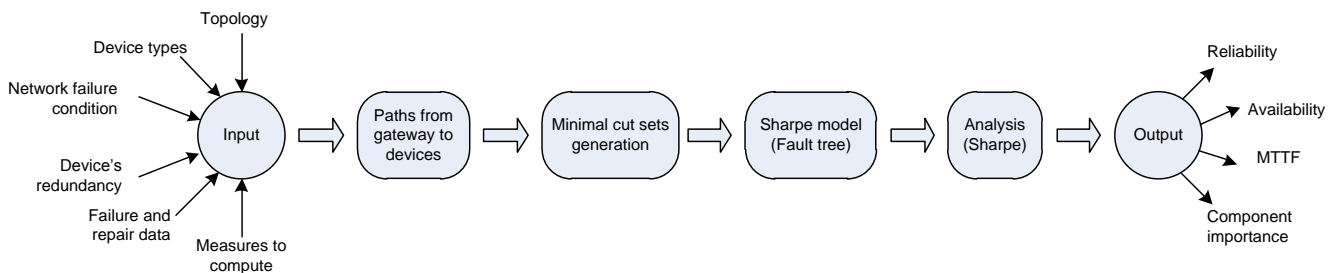 Topology
Device types
Network failure
condition
Device's
redundancy
Failure and
repair data
Measures to
compute
Input
Paths from
gateway to
devices
Minimal cut sets
generation
Sharpe model
(Fault tree)
Analysis
(Sharpe)
Output
Reliability
Availability
MTTF
Component
importance